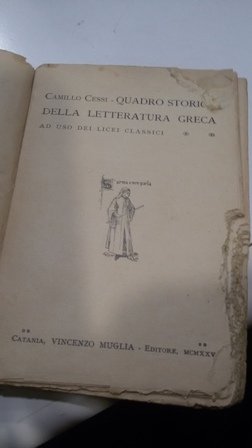 CAMILLO CESSI - QUADRO STORICO
DELLA LETTERATURA GRECA
AD USO DEI LICEI CLASSICI
CATANIA, VINCENZO MUGLIA - EDITORE, MCMXXV